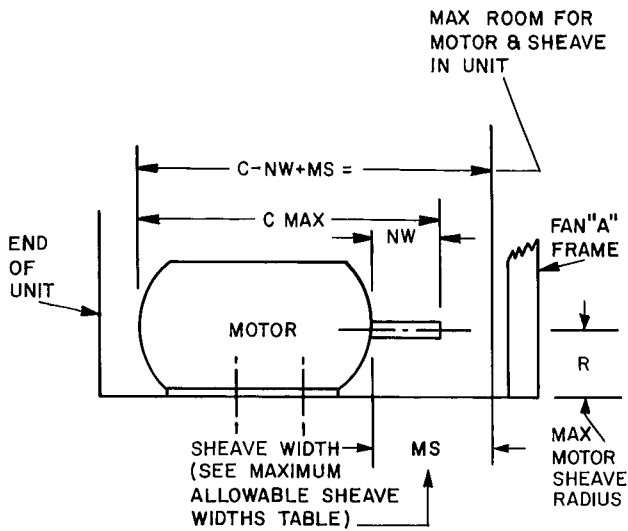 MAX ROOM FOR
MOTOR & SHEAVE
IN UNIT
C-NW+MS =
C MAX
NW
END
OF
UNIT
FAN "A"
FRAME
MOTOR
R
SHEAVE WIDTH
(SEE MAXIMUM
ALLOWABLE SHEAVE
WIDTHS TABLE)
MS
MAX
MOTOR
SHEAVE
RADIUS